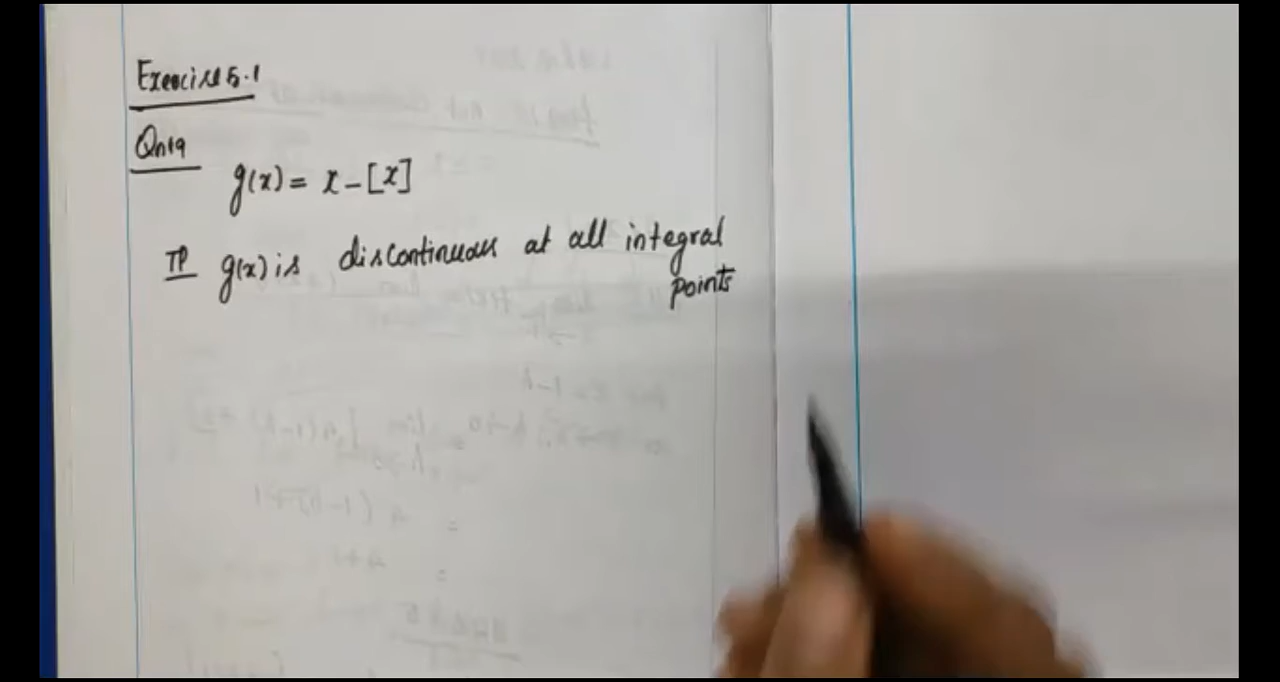 Exercise 5.1
Qn19
g(x) = x - [x]
TP g(x) is discontinuous at all integral
points